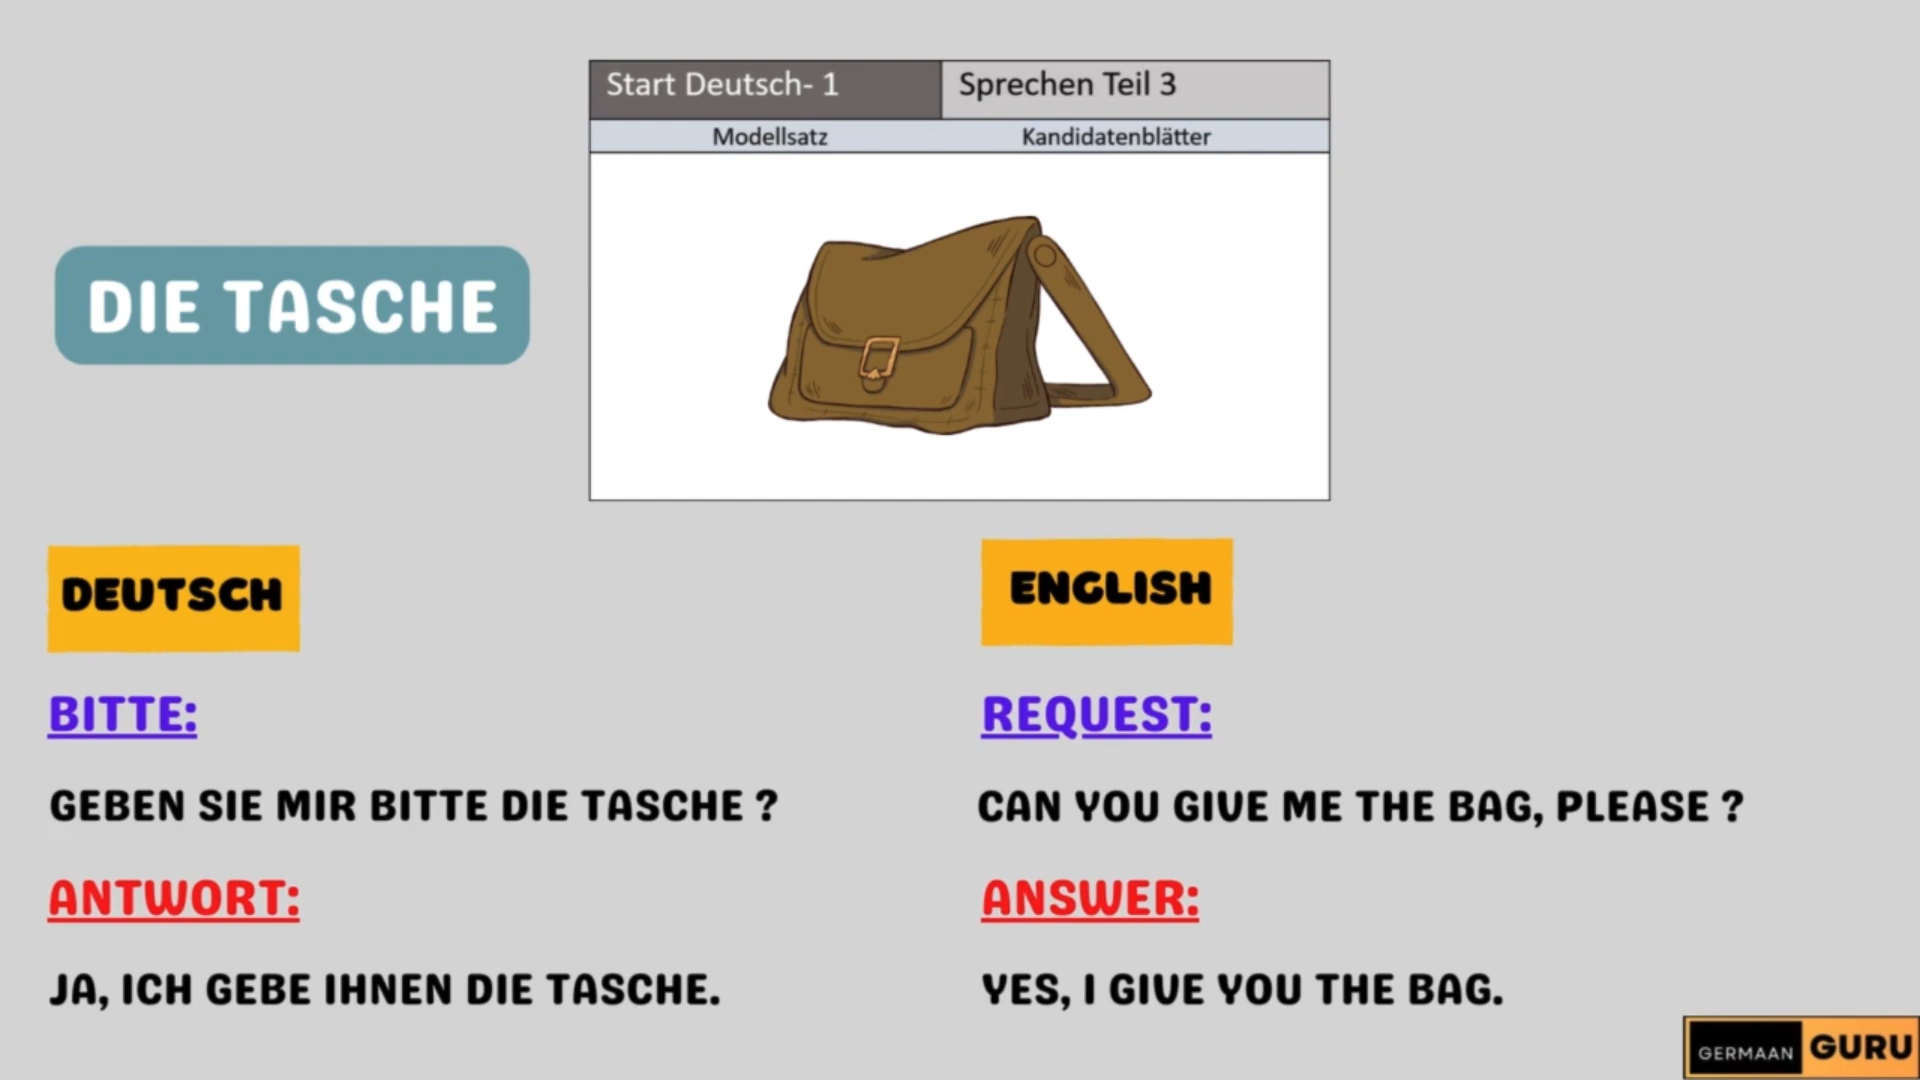 Start Deutsch- 1
Sprechen Teil 3
Modellsatz
Kandidatenblätter
DIE TASCHE
DEUTSCH
BITTE:
GEBEN SIE MIR BITTE DIE TASCHE ?
ANTWORT:
JA, ICH GEBE IHNEN DIE TASCHE.
ENGLISH
REQUEST:
CAN YOU GIVE ME THE BAG, PLEASE ?
ANSWER:
YES, I GIVE YOU THE BAG.
GERMAAN GURU